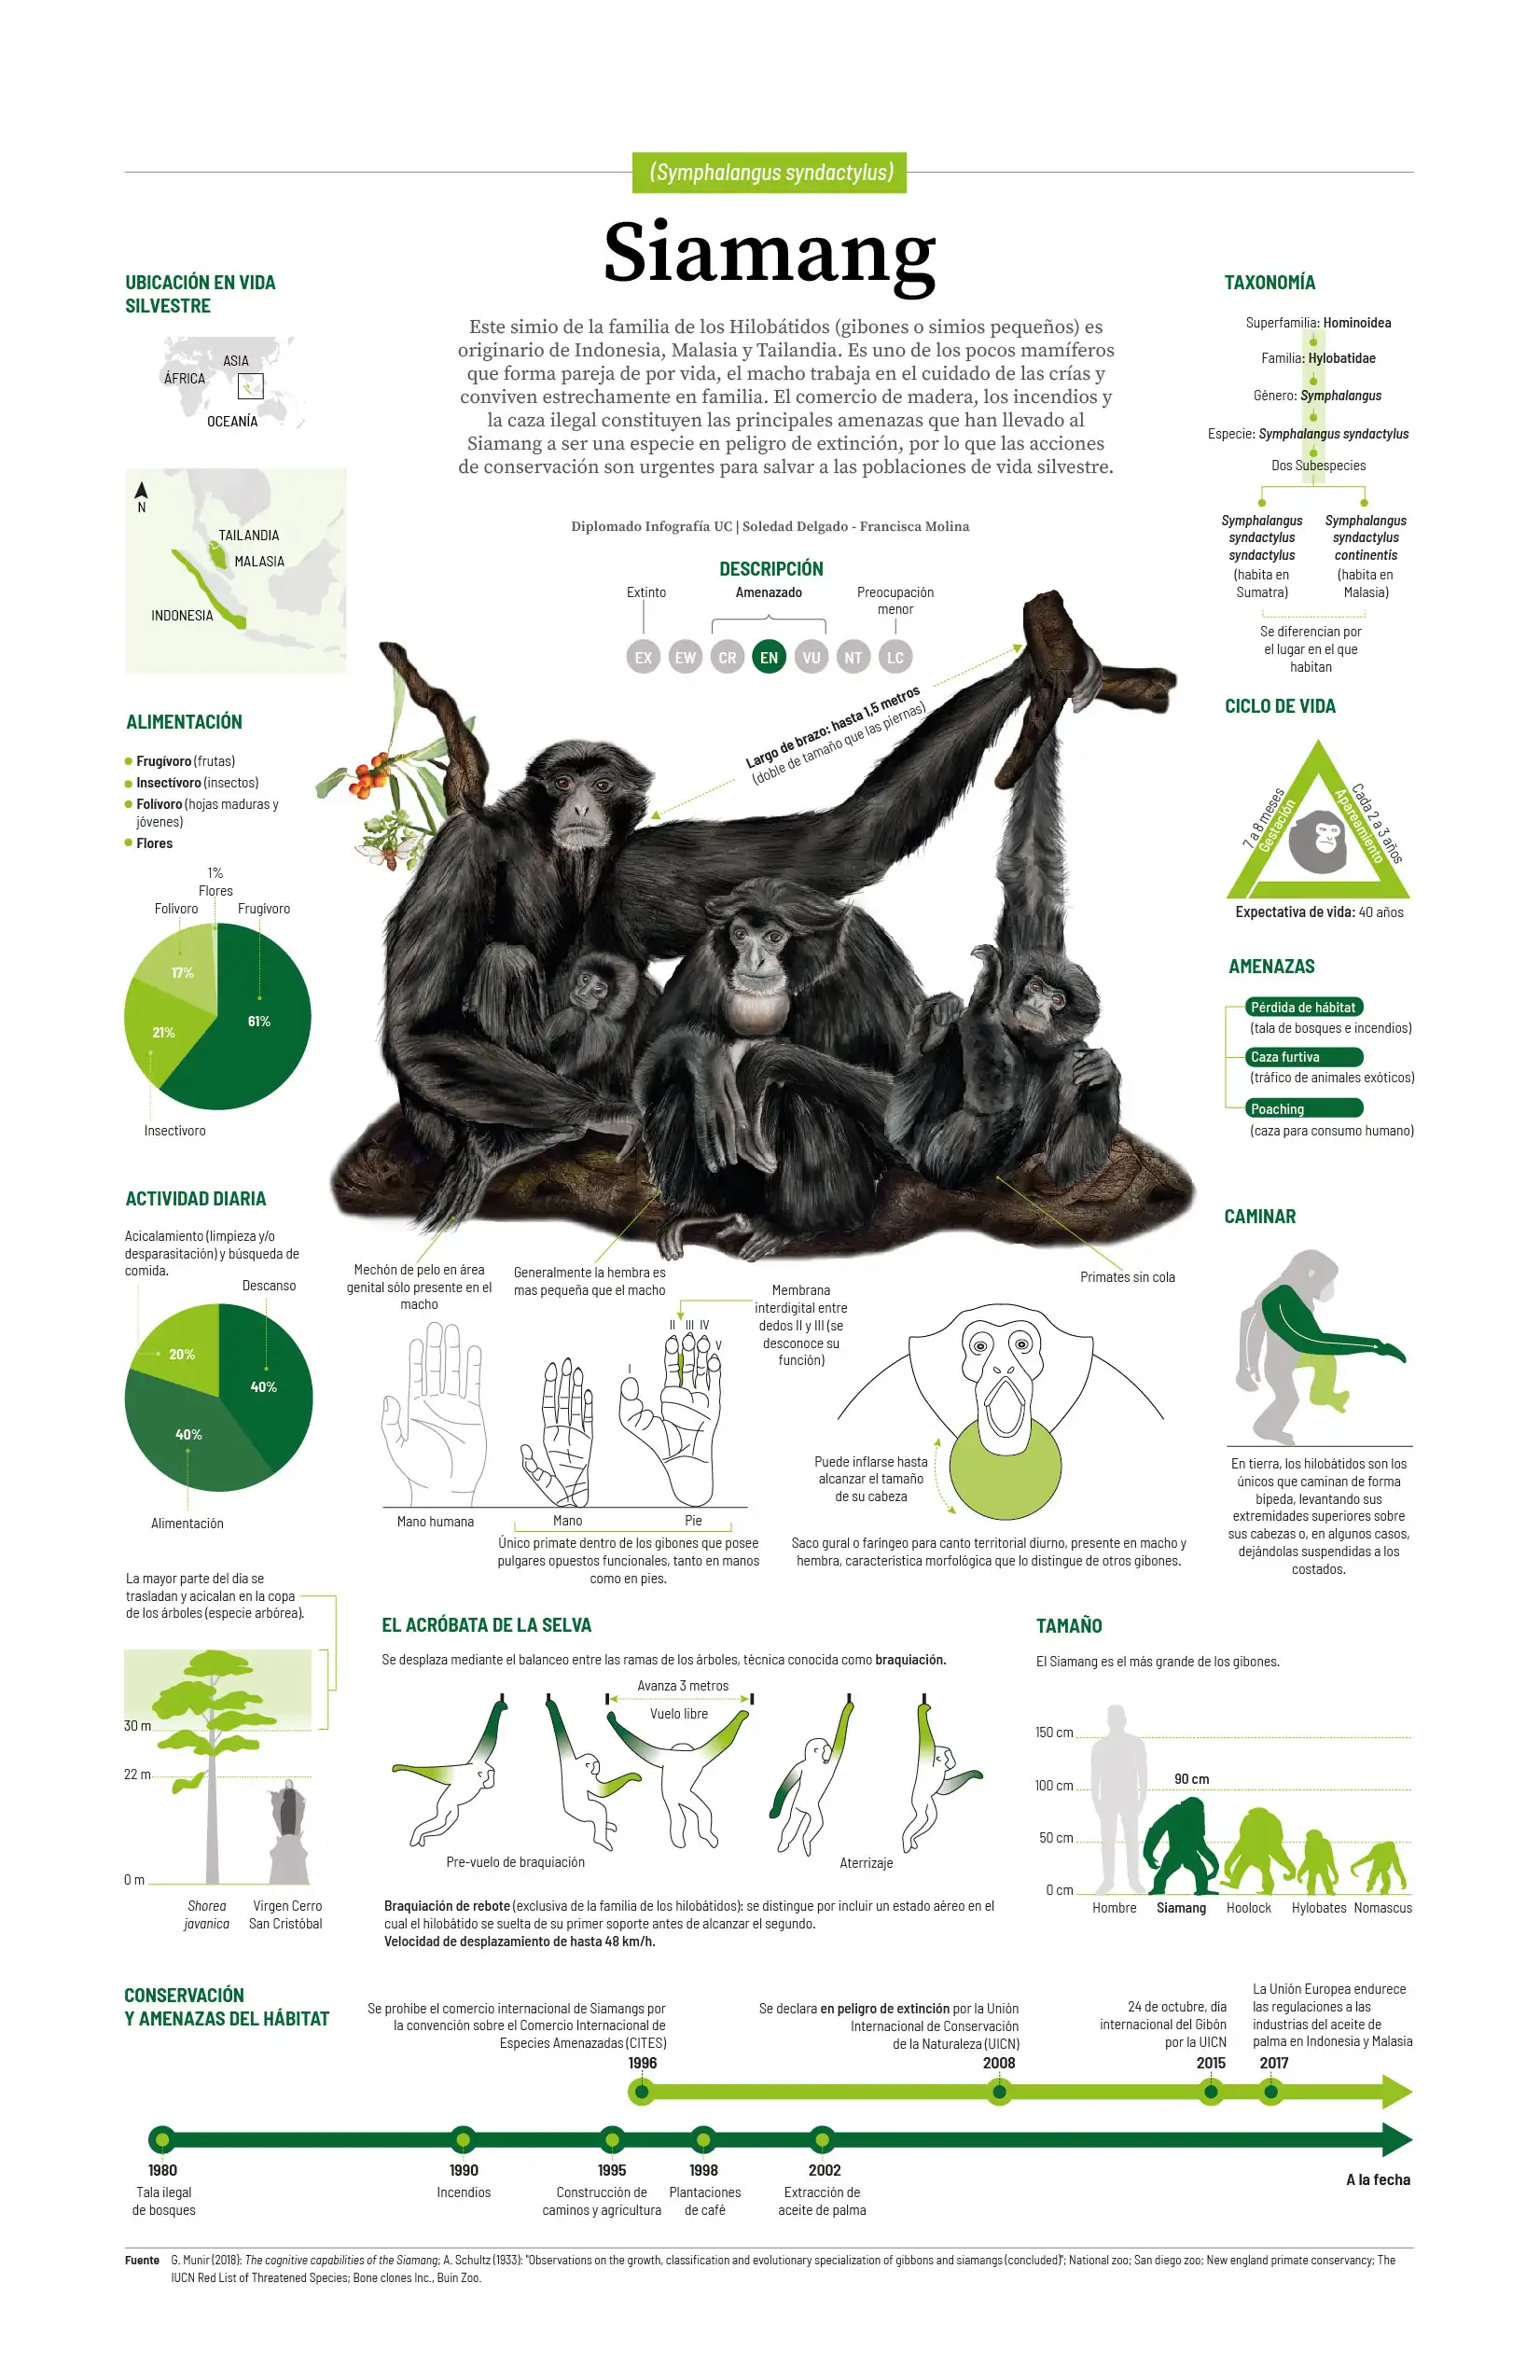 (Symphalangus syndactylus)
Siamang
Este simio de la familia de los Hilobátidos (gibones o simios pequeños) es
originario de Indonesia, Malasia y Tailandia. Es uno de los pocos mamíferos
que forma pareja de por vida, el macho trabaja en el cuidado de las crías y
conviven estrechamente en familia. El comercio de madera, los incendios y
la caza ilegal constituyen las principales amenazas que han llevado al
Siamang a ser una especie en peligro de extinción, por lo que las acciones
de conservación son urgentes para salvar a las poblaciones de vida silvestre.
Diplomado Infografía UC | Soledad Delgado - Francisca Molina
UBICACIÓN EN VIDA
SILVESTRE
ASIA
ÁFRICA
OCEANÍA
N
TAILANDIA
MALASIA
INDONESIA
ALIMENTACIÓN
Frugívoro (frutas)
Insectívoro (insectos)
Folívoro (hojas maduras y
jóvenes)
Flores
1%
Flores
Folívoro
Frugívoro
17%
21%
61%
Insectívoro
ACTIVIDAD DIARIA
Acicalamiento (limpieza y/o
desparasitación) y búsqueda de
comida.
Descanso
20%
40%
40%
Alimentación
La mayor parte del día se
trasladan y acicalan en la copa
de los árboles (especie arbórea).
30 m
22 m
0 m
Shorea
javanica
Virgen Cerro
San Cristóbal
DESCRIPCIÓN
Extinto
Amenazado
Preocupación
menor
EX
EW
CR
EN
VU
NT
LC
Largo de brazo: hasta 1,5 metros
(doble de tamaño que las piernas)
Mechón de pelo en área
genital sólo presente en el
macho
Generalmente la hembra es
mas pequeña que el macho
Membrana
interdigital entre
dedos II y III (se
desconoce su
función)
Primates sin cola
I
II
III
IV
V
Mano humana
Mano
Pie
Único primate dentro de los gibones que posee
pulgares opuestos funcionales, tanto en manos
como en pies.
Puede inflarse hasta
alcanzar el tamaño
de su cabeza
Saco gural o faríngeo para canto territorial diurno, presente en macho y
hembra, característica morfológica que lo distingue de otros gibones.
TAXONOMÍA
Superfamilia: Hominoidea
Familia: Hylobatidae
Género: Symphalangus
Especie: Symphalangus syndactylus
Dos Subespecies
Symphalangus
syndactylus
syndactylus
(habita en
Sumatra)
Symphalangus
syndactylus
continentis
(habita en
Malasia)
Se diferencian por
el lugar en el que
habitan
CICLO DE VIDA
7 a 8 meses
Gestación
Cada 2 a 3 años
Apareamiento
Expectativa de vida: 40 años
AMENAZAS
Pérdida de hábitat
(tala de bosques e incendios)
Caza furtiva
(tráfico de animales exóticos)
Poaching
(caza para consumo humano)
CAMINAR
En tierra, los hilobátidos son los
únicos que caminan de forma
bípeda, levantando sus
extremidades superiores sobre
sus cabezas o, en algunos casos,
dejándolas suspendidas a los
costados.
EL ACRÓBATA DE LA SELVA
Se desplaza mediante el balanceo entre las ramas de los árboles, técnica conocida como braquiación.
Avanza 3 metros
Vuelo libre
Pre-vuelo de braquiación
Aterrizaje
Braquiación de rebote (exclusiva de la familia de los hilobátidos): se distingue por incluir un estado aéreo en el
cual el hilobátido se suelta de su primer soporte antes de alcanzar el segundo.
Velocidad de desplazamiento de hasta 48 km/h.
TAMAÑO
El Siamang es el más grande de los gibones.
150 cm
100 cm
50 cm
0 cm
90 cm
Hombre
Siamang
Hoolock
Hylobates
Nomascus
CONSERVACIÓN
Y AMENAZAS DEL HÁBITAT
Se prohíbe el comercio internacional de Siamangs por
la convención sobre el Comercio Internacional de
Especies Amenazadas (CITES)
1996
Se declara en peligro de extinción por la Unión
Internacional de Conservación
de la Naturaleza (UICN)
2008
24 de octubre, día
internacional del Gibón
por la UICN
2015
La Unión Europea endurece
las regulaciones a las
industrias del aceite de
palma en Indonesia y Malasia
2017
1980
Tala ilegal
de bosques
1990
Incendios
1995
Construcción de
caminos y agricultura
1998
Plantaciones
de café
2002
Extracción de
aceite de palma
A la fecha
Fuente G. Munir (2018): The cognitive capabilities of the Siamang; A. Schultz (1933): "Observations on the growth, classification and evolutionary specialization of gibbons and siamangs (concluded)"; National zoo; San diego zoo; New england primate conservancy; The
IUCN Red List of Threatened Species; Bone clones Inc., Buin Zoo.